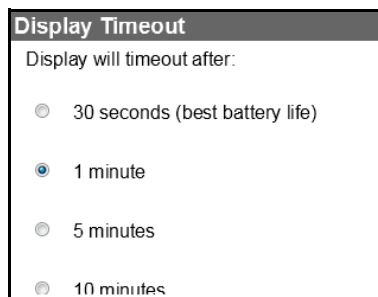 Display Timeout
Display will timeout after:
30 seconds (best battery life)
1 minute
5 minutes
10 minutes